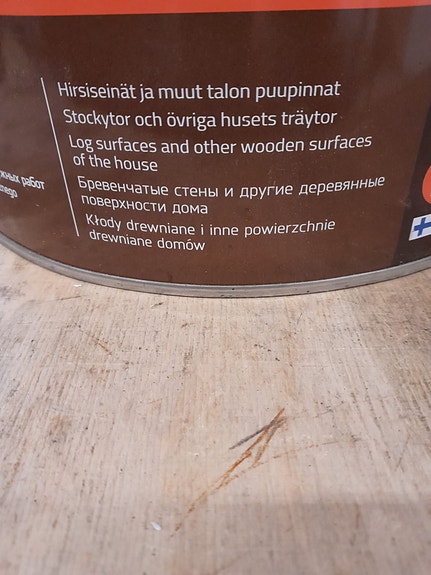 Hirsiseinät ja muut talon puupinnat
Stockytor och övriga husets träytor
Log surfaces and other wooden surfaces
of the house
Бревенчатые стены и другие деревянные
поверхности дома
Kłody drewniane i inne powierzchnie
drewniane domów
работ